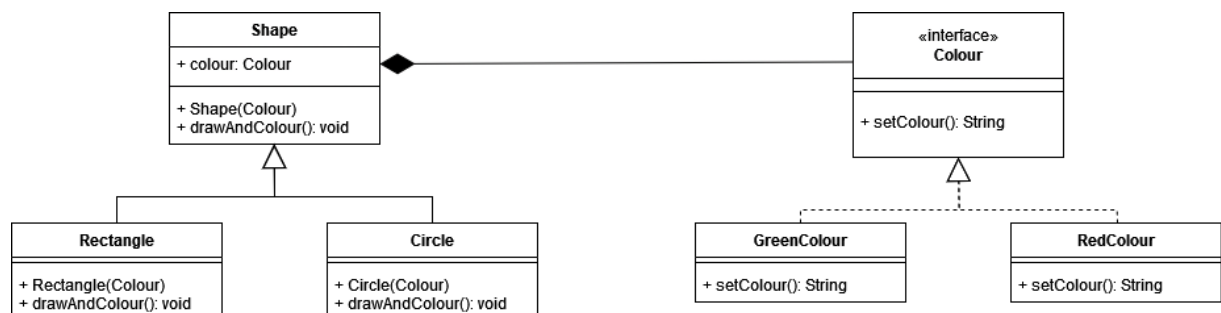 Shape
+ colour: Colour
+ Shape(Colour)
+ drawAndColour(): void
«interface»
Colour
+ setColour(): String
Rectangle
+ Rectangle(Colour)
+ drawAndColour(): void
Circle
+ Circle(Colour)
+ drawAndColour(): void
GreenColour
+ setColour(): String
RedColour
+ setColour(): String